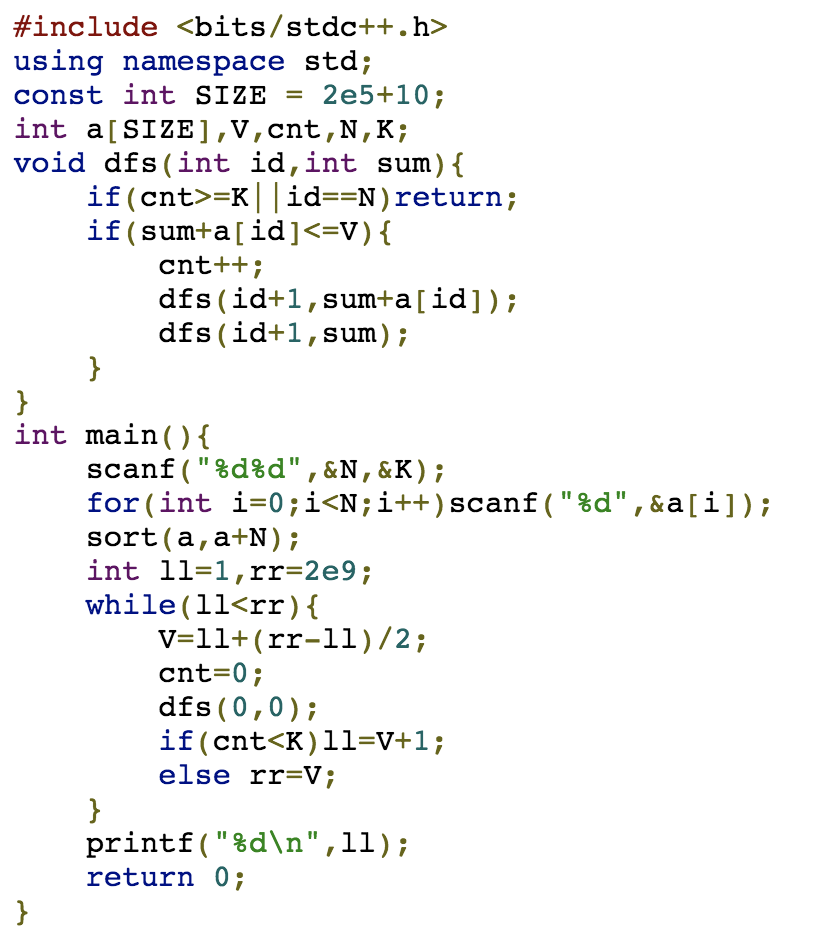 #include <bits/stdc++.h>
using namespace std;
const int SIZE = 2e5+10;
int a[SIZE],V,cnt,N,K;
void dfs(int id,int sum){
    if(cnt>=K||id==N)return;
    if(sum+a[id]<=V){
        cnt++;
        dfs(id+1,sum+a[id]);
        dfs(id+1,sum);
    }
}
int main(){
    scanf("%d%d",&N,&K);
    for(int i=0;i<N;i++)scanf("%d",&a[i]);
    sort(a,a+N);
    int ll=1,rr=2e9;
    while(ll<rr){
        V=ll+(rr-ll)/2;
        cnt=0;
        dfs(0,0);
        if(cnt<K)ll=V+1;
        else rr=V;
    }
    printf("%d\n",ll);
    return 0;
}